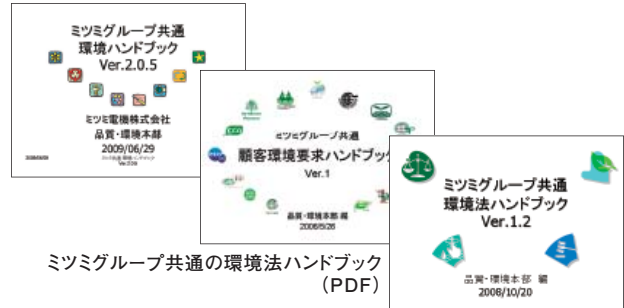 ミツミグループ共通
環境ハンドブック
Ver.2.0.5
ミツミ電機株式会社
品質・環境本部
2009/06/29
ミツミグループ共通
顧客環境要求ハンドブック
Ver.1
品質・環境本部 編
ミツミグループ共通
環境法ハンドブック
Ver.1.2
品質・環境本部 編
2008/10/20
ミツミグループ共通の環境法ハンドブック
(PDF)